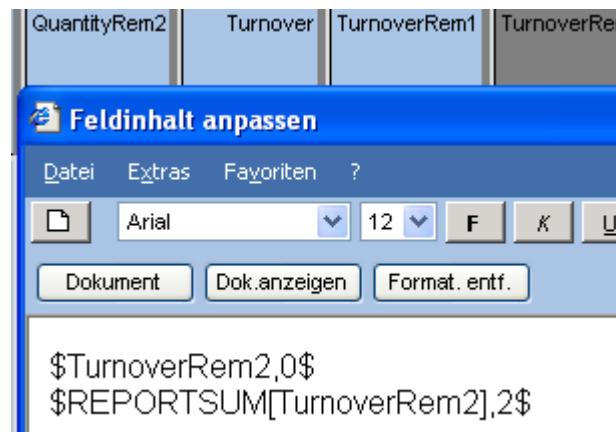 QuantityRem2 Turnover TurnoverRem1 TurnoverRe
Feldinhalt anpassen
Datei Extras Favoriten ?
Arial 12 F K U
Dokument Dok.anzeigen Format. entf.
$TurnoverRem2,0$
$REPORTSUM[TurnoverRem2],2$